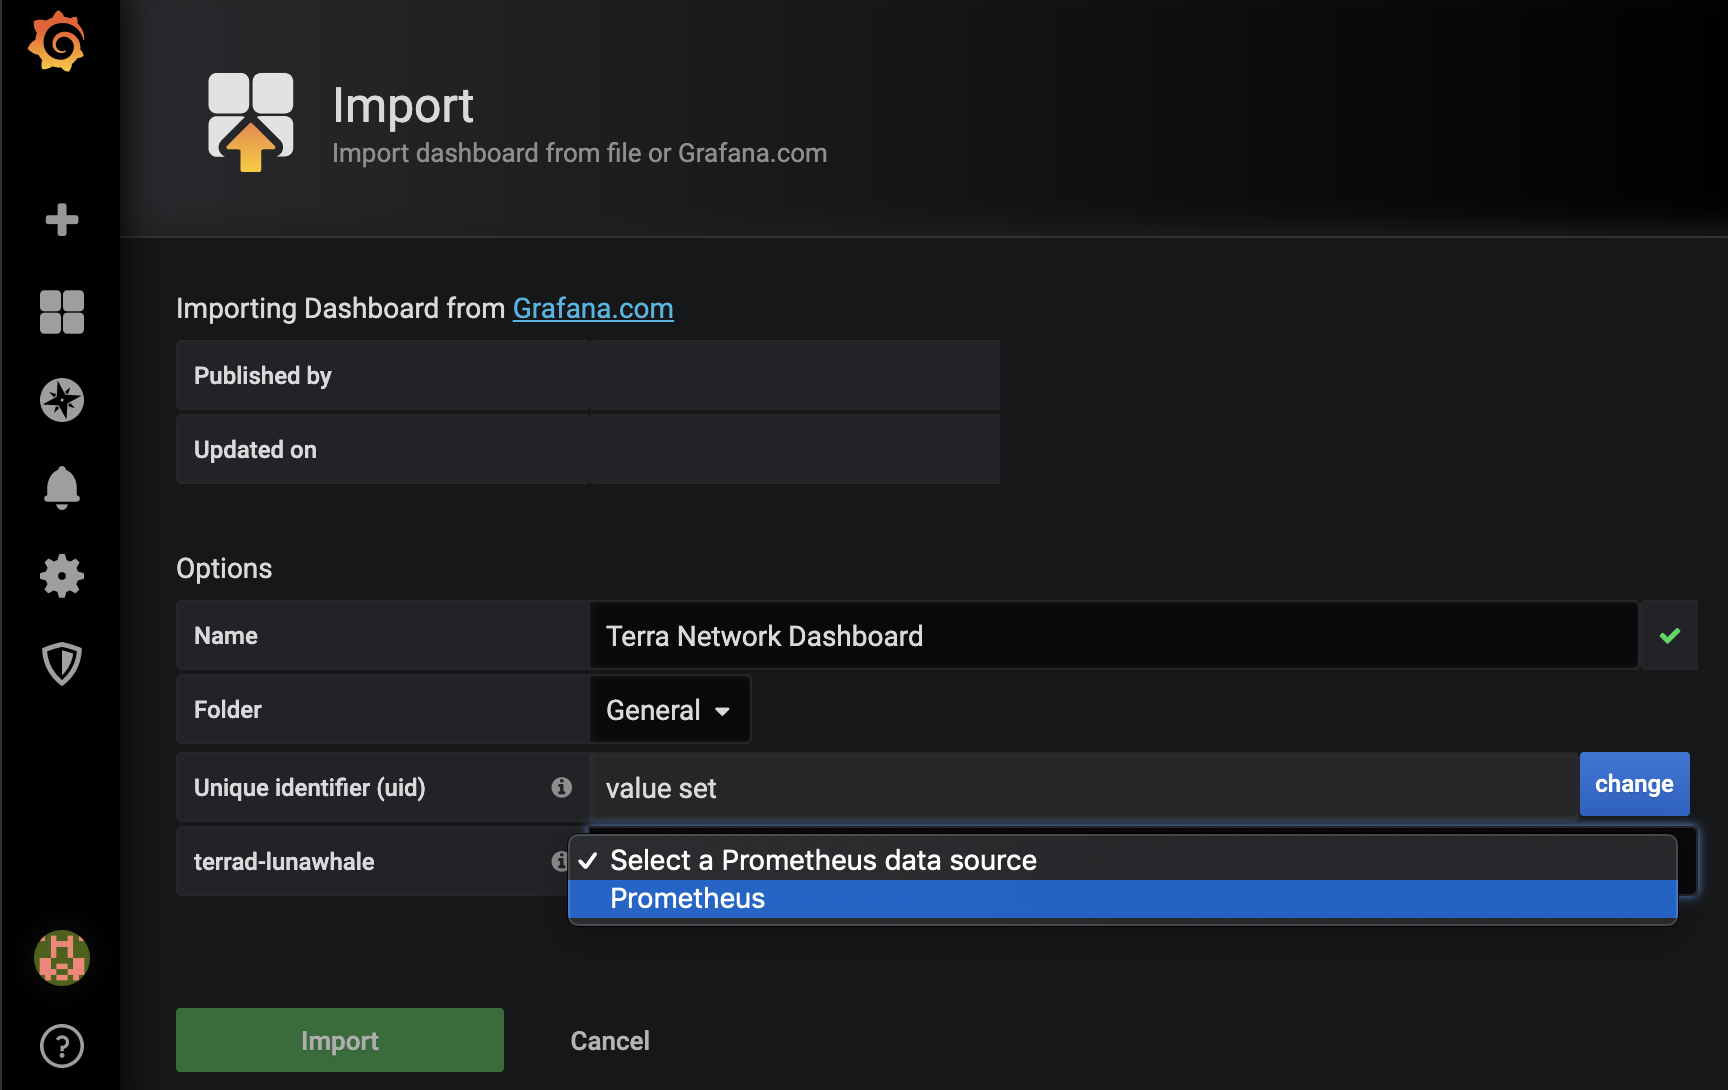 Import
Import dashboard from file or Grafana.com
Importing Dashboard from Grafana.com
Published by
Updated on
Options
Name Terra Network Dashboard
Folder General
Unique identifier (uid) value set change
terrad-lunawhale Select a Prometheus data source
Prometheus
Import Cancel